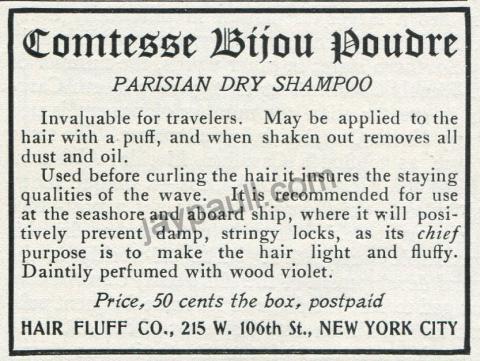 Comtesse Bijou Poudre
PARISIAN DRY SHAMPOO
Invaluable for travelers. May be applied to the
hair with a puff, and when shaken out removes all
dust and oil.
Used before curling the hair it insures the staying
qualities of the wave. It is recommended for use
at the seashore and aboard ship, where it will posi-
tively prevent damp, stringy locks, as its chief
purpose is to make the hair light and fluffy.
Daintily perfumed with wood violet.
Price, 50 cents the box, postpaid
HAIR FLUFF CO., 215 W. 106th St., NEW YORK CITY
jaypaull.com